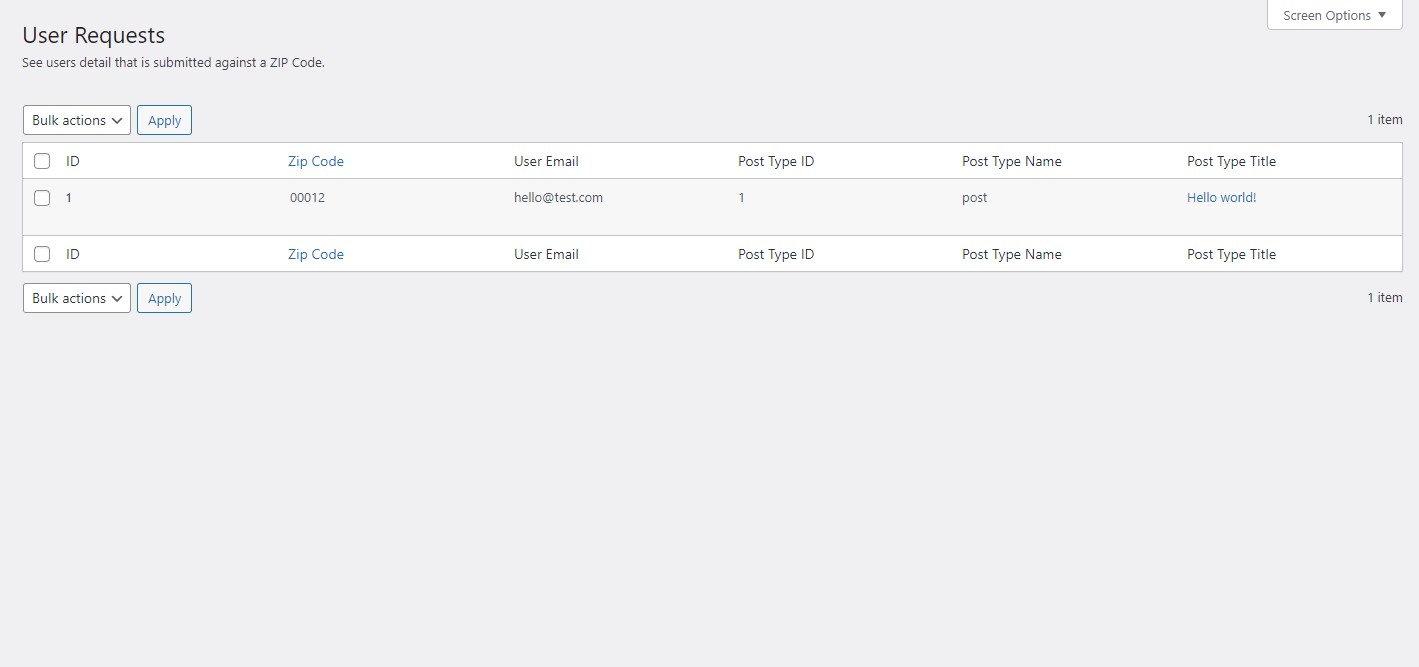 Screen Options
User Requests
See users detail that is submitted against a ZIP Code.
Bulk actions Apply 1 item
ID Zip Code User Email Post Type ID Post Type Name Post Type Title
1 00012 hello@test.com 1 post Hello world!
ID Zip Code User Email Post Type ID Post Type Name Post Type Title
Bulk actions Apply 1 item